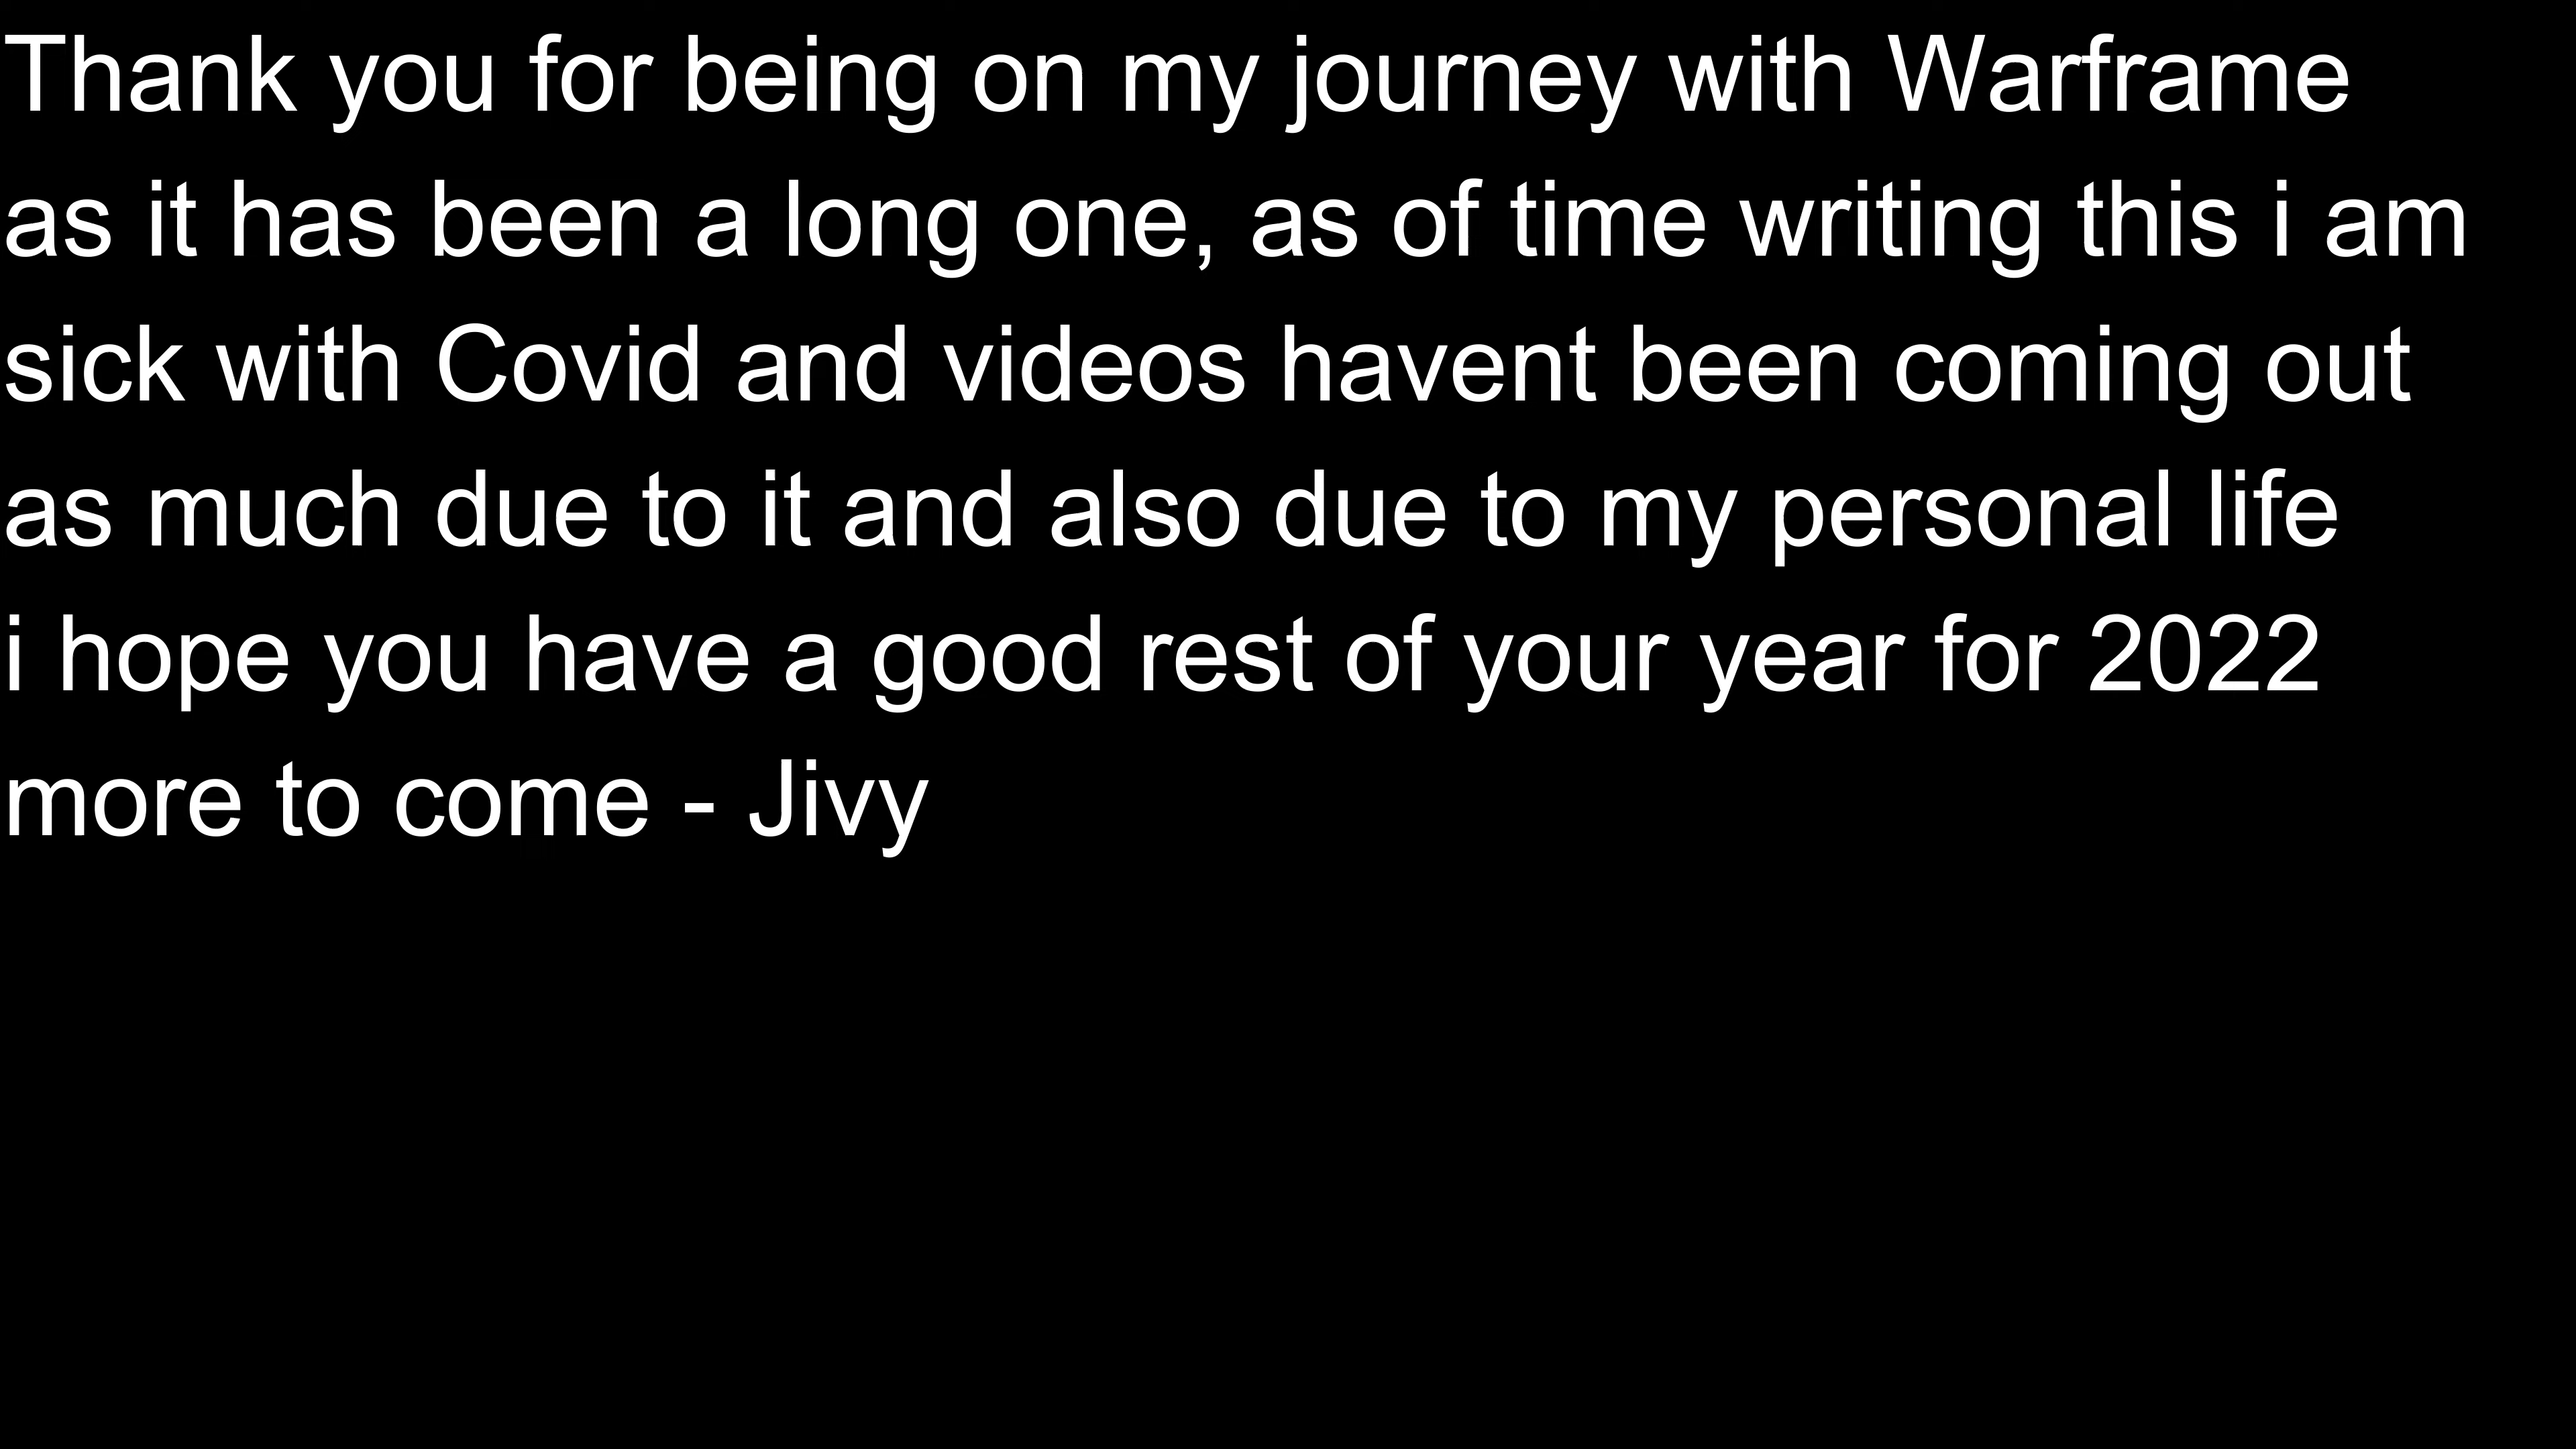 Thank you for being on my journey with Warframe
as it has been a long one, as of time writing this i am
sick with Covid and videos havent been coming out
as much due to it and also due to my personal life
i hope you have a good rest of your year for 2022
more to come - Jivy